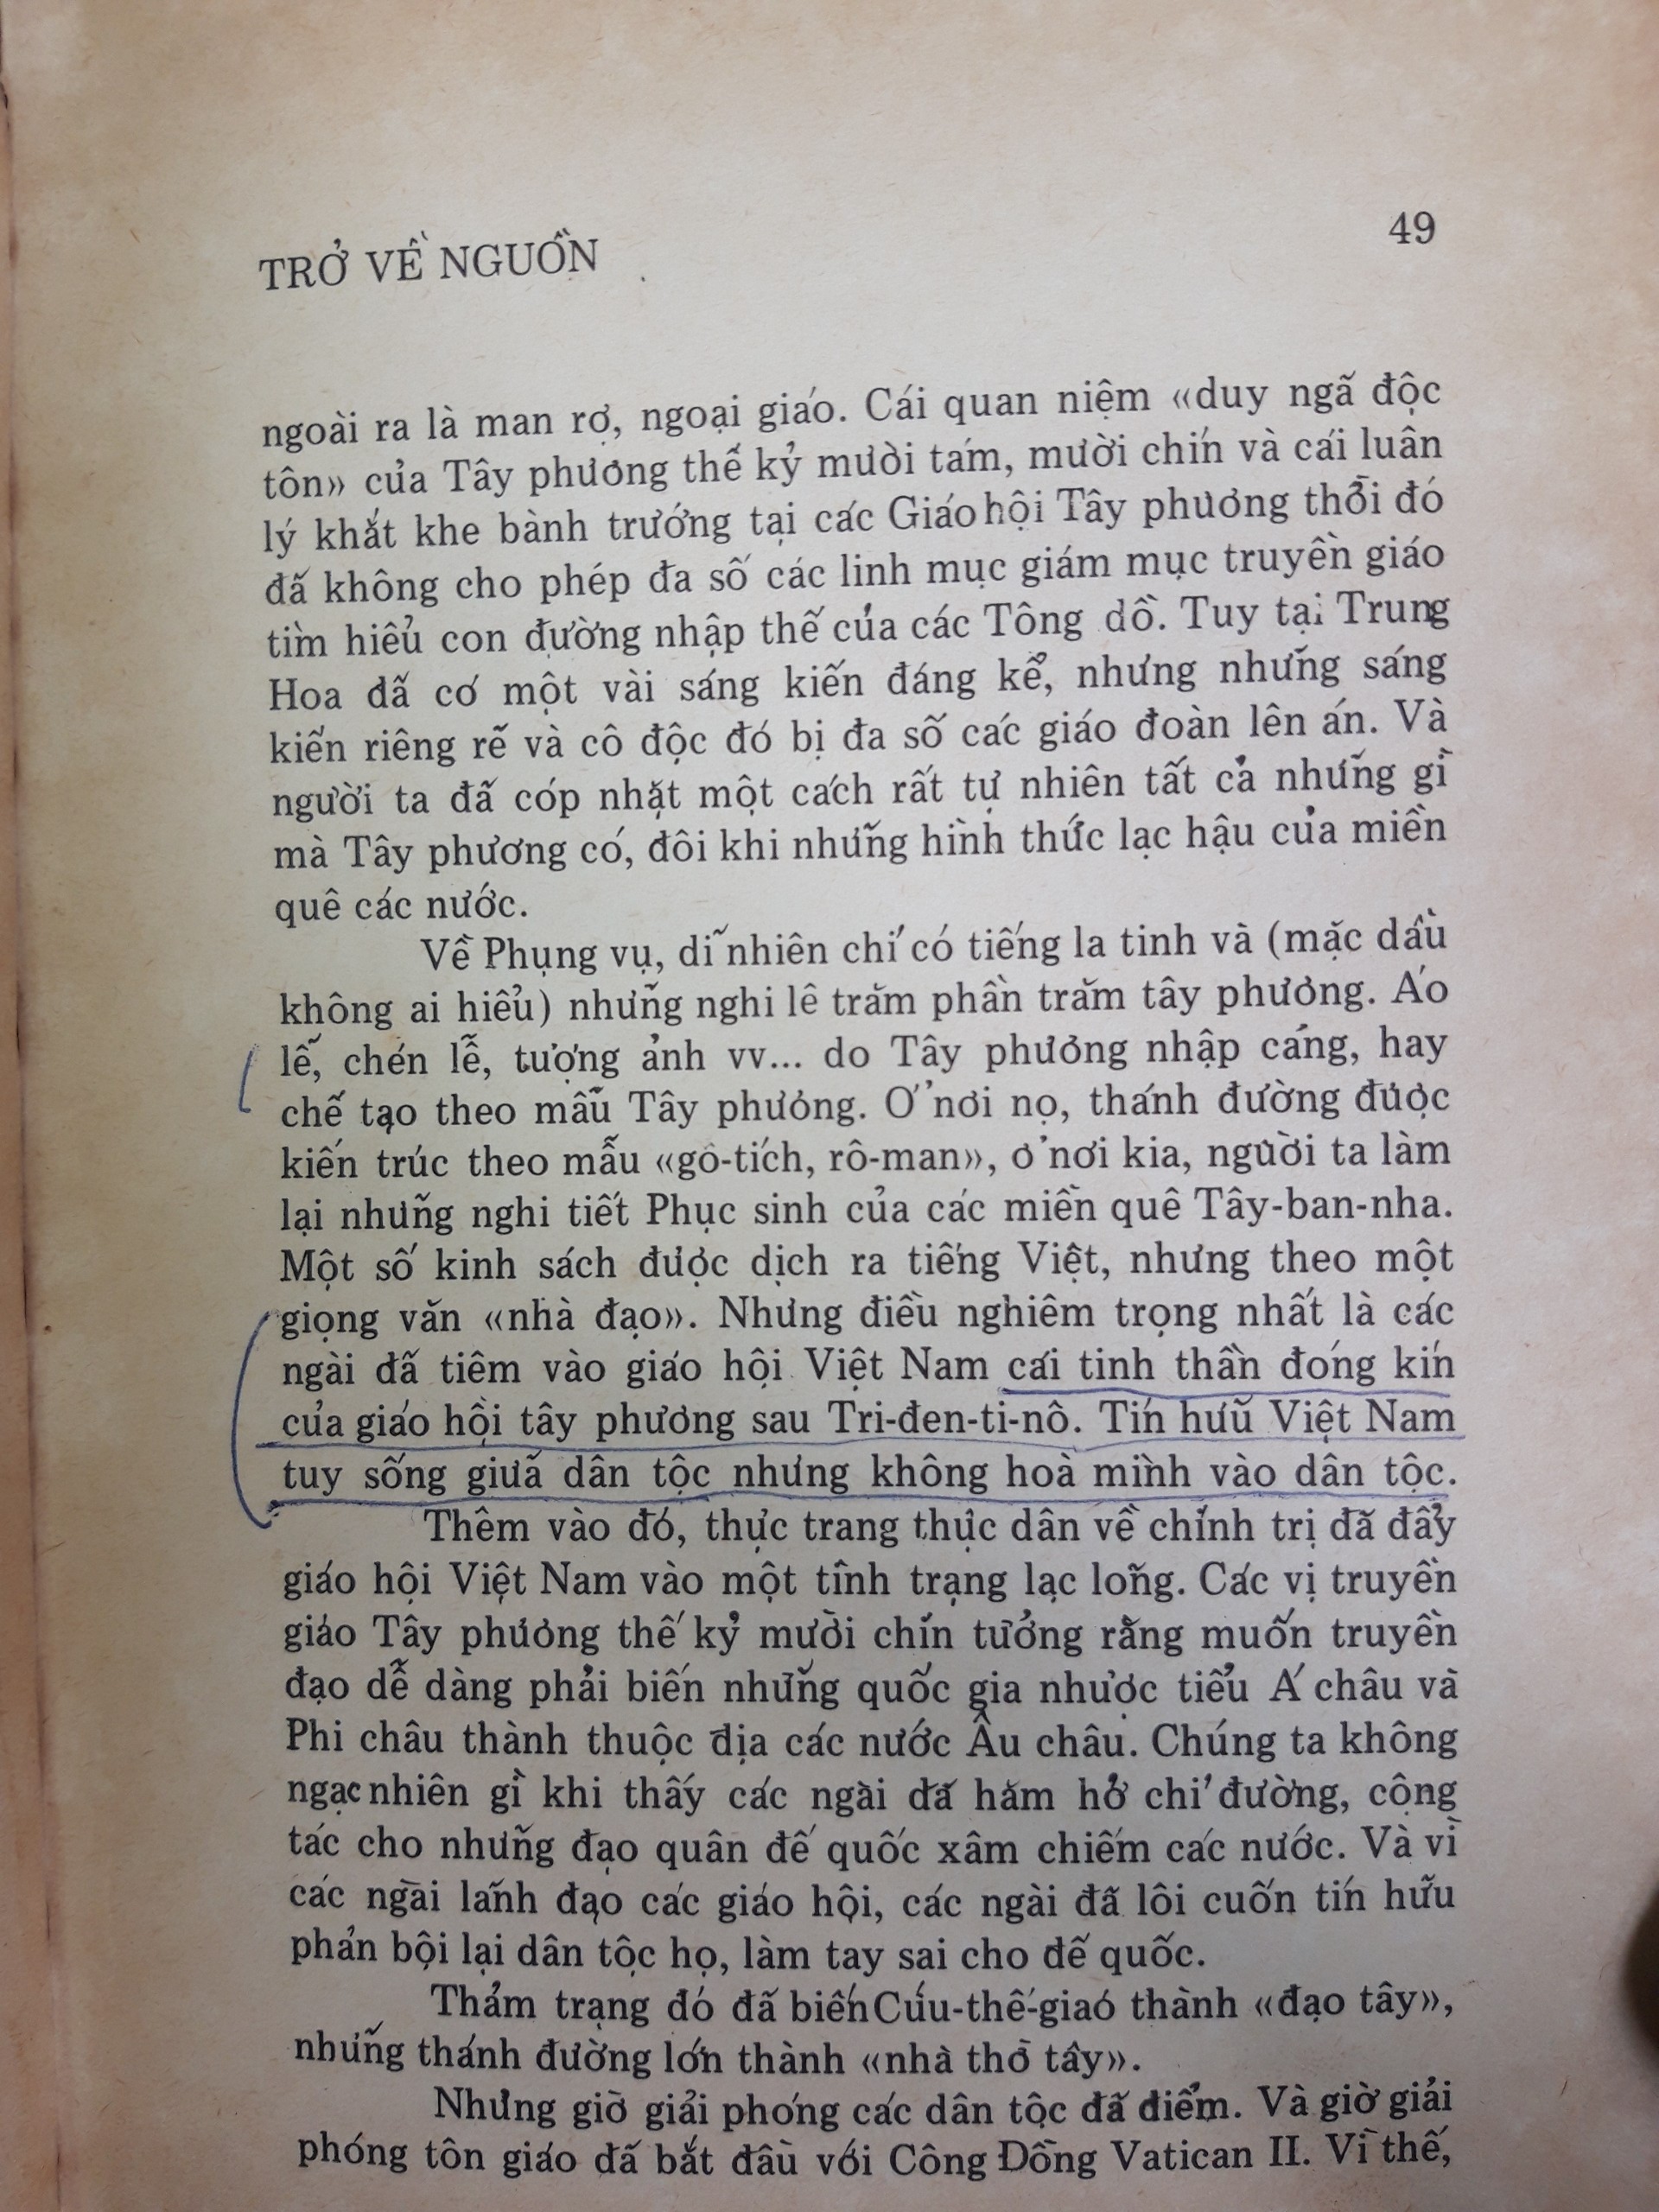 TRỞ VỀ NGUỒN
49
ngoài ra là man rợ, ngoại giáo. Cái quan niệm «duy ngã độc
tôn» của Tây phương thế kỷ mười tám, mười chín và cái luân
lý khắt khe bành trướng tại các Giáo hội Tây phương thời đó
đã không cho phép đa số các linh mục giám mục truyền giáo
tìm hiểu con đường nhập thế của các Tông dồ. Tuy tại Trung
Hoa dã có một vài sáng kiến đáng kể, nhưng những sáng
kiến riêng rẽ và cô độc đó bị đa số các giáo đoàn lên án. Và
người ta đã cóp nhặt một cách rất tự nhiên tất cả những gì
mà Tây phương có, đôi khi những hình thức lạc hậu của miền
quê các nước.
Về Phụng vụ, dĩ nhiên chỉ có tiếng la tinh và (mặc dầu
không ai hiểu) những nghi lê trăm phần trăm tây phương. Áo
lễ, chén lễ, tượng ảnh vv... do Tây phương nhập cảng, hay
chế tạo theo mẫu Tây phương. Ở nơi nọ, thánh đường được
kiến trúc theo mẫu «gô-tích, rô-man», ở nơi kia, người ta làm
lại những nghi tiết Phục sinh của các miền quê Tây-ban-nha.
Một số kinh sách được dịch ra tiếng Việt, nhưng theo một
giọng văn «nhà đạo». Nhưng điều nghiêm trọng nhất là các
ngài đã tiêm vào giáo hội Việt Nam cái tinh thần đóng kín
của giáo hồi tây phương sau Tri-đen-ti-nô. Tín hữu Việt Nam
tuy sống giữa dân tộc nhưng không hoà mình vào dân tộc.
Thêm vào đó, thực trang thực dân về chính trị đã đẩy
giáo hội Việt Nam vào một tình trạng lạc lõng. Các vị truyền
giáo Tây phương thế kỷ mười chín tưởng rằng muốn truyền
đạo dễ dàng phải biến những quốc gia nhược tiểu Á châu và
Phi châu thành thuộc địa các nước Âu châu. Chúng ta không
ngạc nhiên gì khi thấy các ngài đã hăm hở chỉ đường, cộng
tác cho những đạo quân đế quốc xâm chiếm các nước. Và vì
các ngài lãnh đạo các giáo hội, các ngài đã lôi cuốn tín hữu
phản bội lại dân tộc họ, làm tay sai cho đế quốc.
Thảm trạng đó đã biến Cứu-thế-giaó thành «đạo tây»,
những thánh đường lớn thành «nhà thờ tây».
Nhưng giờ giải phóng các dân tộc đã điểm. Và giờ giải
phóng tôn giáo dã bắt đầu với Công Đồng Vatican II. Vì thế,